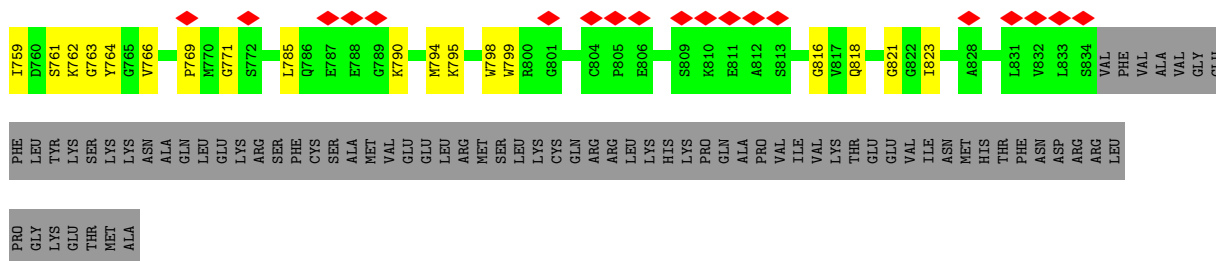 I759 D760 S761 K762 G763 Y764 G765 V766 P769 M770 G771 S772 L785 Q786 E787 E788 G789 K790 M794 K795 W798 W799 R800 G801 C804 P805 E806 S809 K810 E811 A812 S813 G816 V817 Q818 G821 G822 I823 A828 L831 V832 L833 S834 VAL PHE VAL ALA VAL GLY GLU
PHE LEU TYR LYS SER LYS LYS ASN ALA GLN LEU GLU LYS ARG SER PHE CYS SER ALA MET VAL GLU GLU LEU ARG MET SER LEU LYS CYS GLN ARG ARG LEU LYS HIS LYS PRO GLN ALA PRO VAL ILE VAL LYS THR GLU GLU VAL ILE ASN MET HIS THR PHE ASN ASP ARG ARG LEU
PRO GLY LYS GLU THR MET ALA